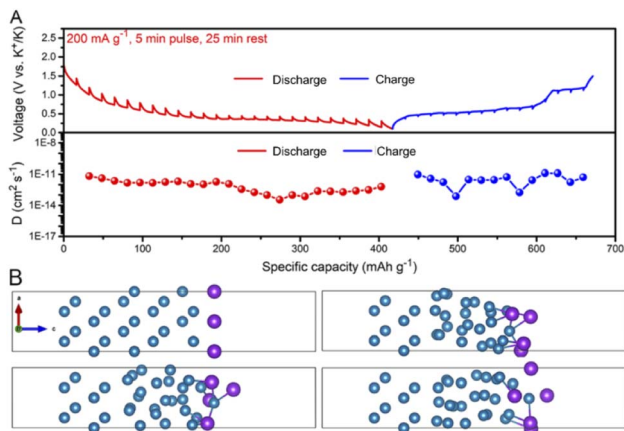 A
200 mA g⁻¹, 5 min pulse, 25 min rest
Voltage (V vs. K⁺/K)
2.5
2.0
1.5
1.0
0.5
0.0
Discharge
Charge
D (cm² s⁻¹)
1E-8
1E-11
1E-14
1E-17
Discharge
Charge
0
100
200
300
400
500
600
700
Specific capacity (mAh g⁻¹)
B
a
c